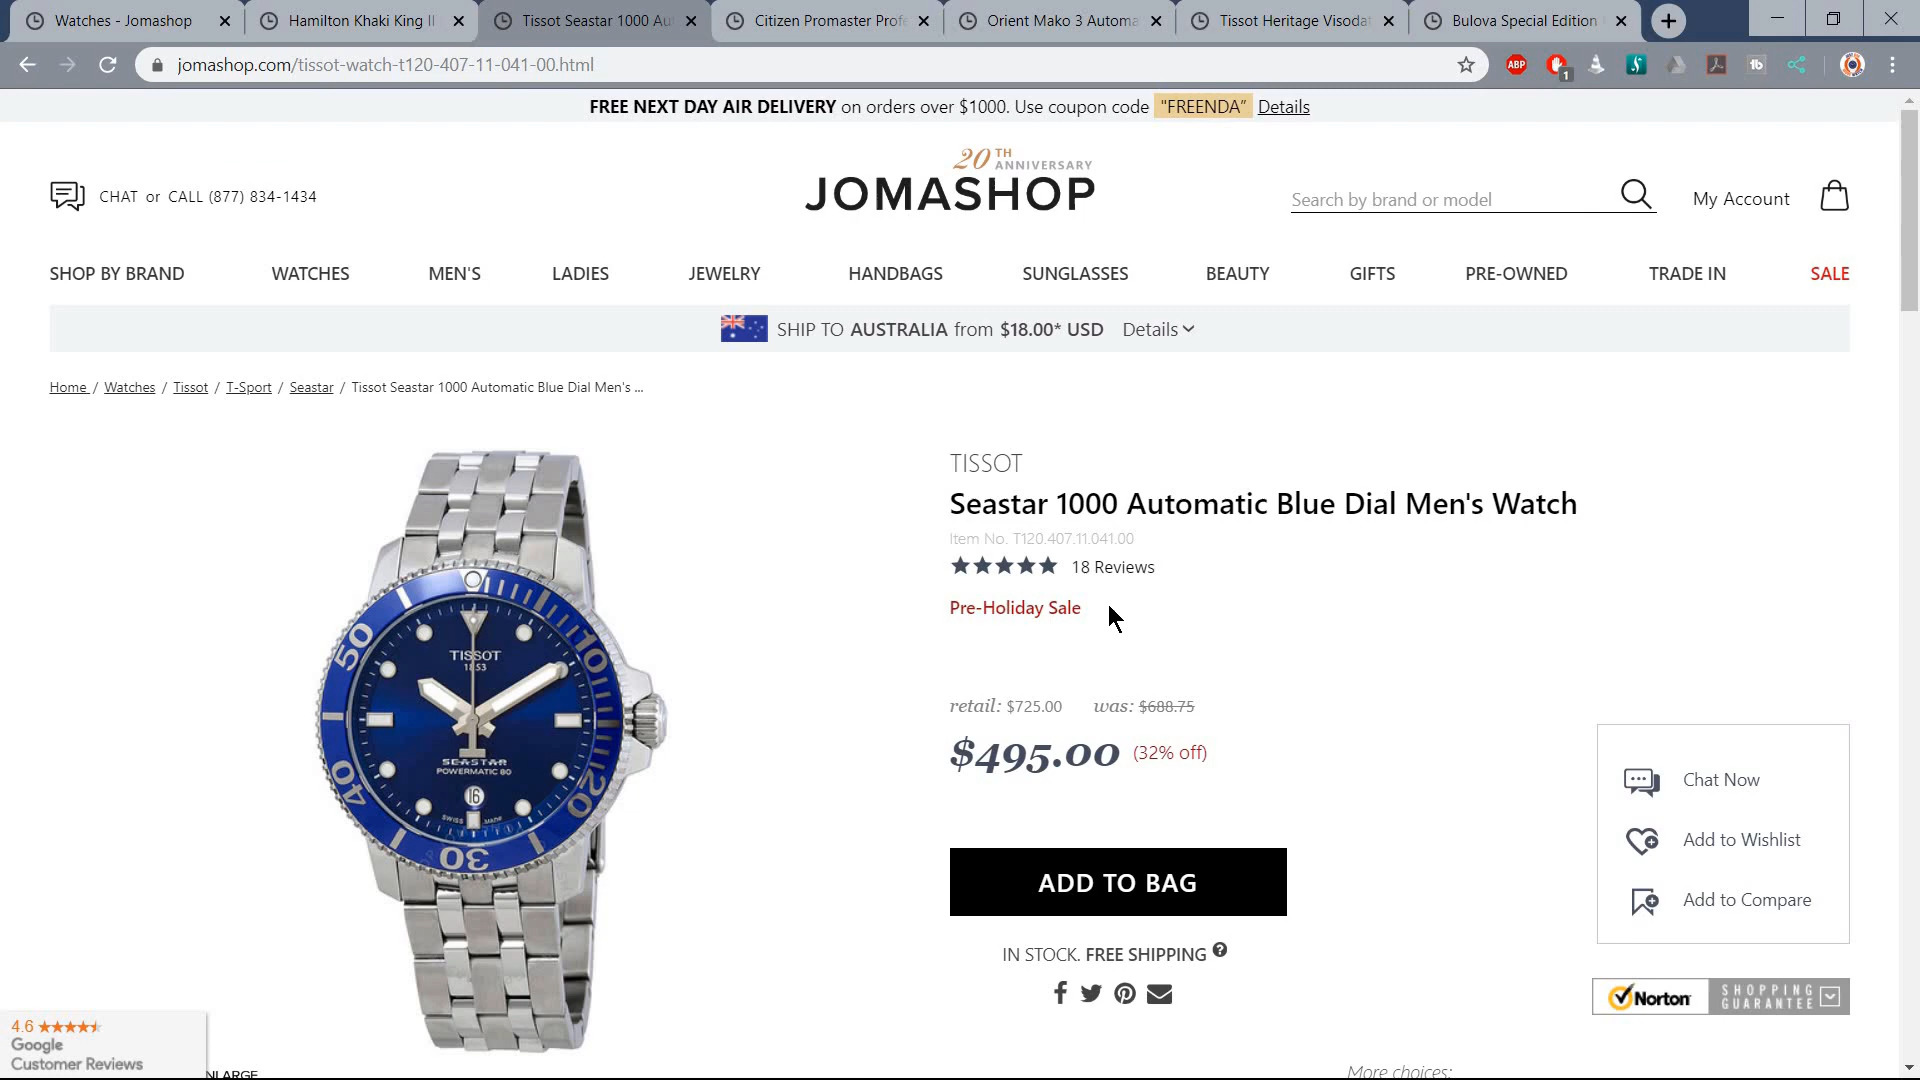 Watches - Jomashop
Hamilton Khaki King II
Tissot Seastar 1000 Au
Citizen Promaster Prof
Orient Mako 3 Automa
Tissot Heritage Visodat
Bulova Special Edition
jomashop.com/tissot-watch-t120-407-11-041-00.html
ABP
1
FREE NEXT DAY AIR DELIVERY on orders over $1000. Use coupon code "FREENDA" Details
CHAT or CALL (877) 834-1434
20TH ANNIVERSARY
JOMASHOP
Search by brand or model
My Account
SHOP BY BRAND WATCHES MEN'S LADIES JEWELRY HANDBAGS SUNGLASSES BEAUTY GIFTS PRE-OWNED TRADE IN SALE
SHIP TO AUSTRALIA from $18.00* USD Details
Home / Watches / Tissot / T-Sport / Seastar / Tissot Seastar 1000 Automatic Blue Dial Men's ...
TISSOT
Seastar 1000 Automatic Blue Dial Men's Watch
Item No. T120.407.11.041.00
18 Reviews
Pre-Holiday Sale
retail: $725.00 was: $688.75
$495.00 (32% off)
ADD TO BAG
IN STOCK. FREE SHIPPING
Chat Now
Add to Wishlist
Add to Compare
Norton SHOPPING GUARANTEE
More choices:
TISSOT
1853
SEASTAR
POWERMATIC 80
16
SWISS MADE
10
20
30
40
50
4.6
Google
Customer Reviews
NLARGE